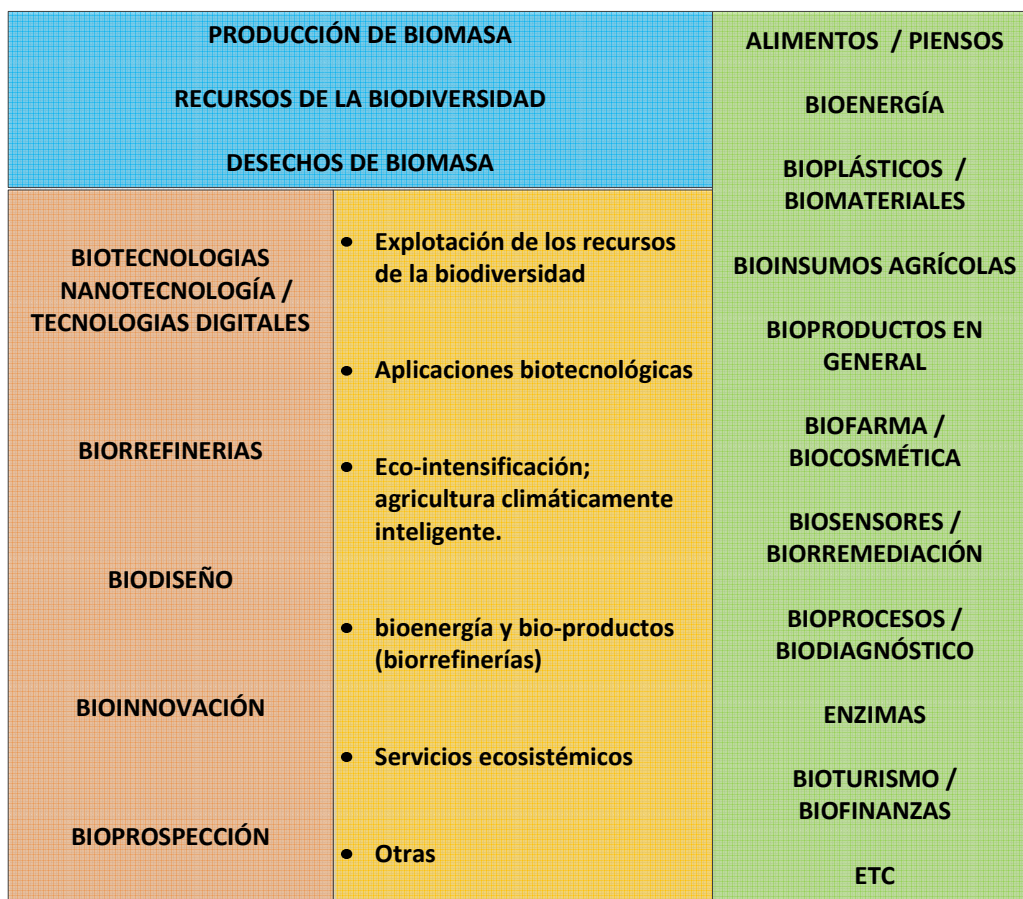 PRODUCCIÓN DE BIOMASA
RECURSOS DE LA BIODIVERSIDAD
DESECHOS DE BIOMASA
BIOTECNOLOGIAS
NANOTECNOLOGÍA /
TECNOLOGIAS DIGITALES
BIORREFINERIAS
BIODISEÑO
BIOINNOVACIÓN
BIOPROSPECCIÓN
• Explotación de los recursos
de la biodiversidad
• Aplicaciones biotecnológicas
• Eco-intensificación;
agricultura climáticamente
inteligente.
• bioenergía y bio-productos
(biorrefinerías)
• Servicios ecosistémicos
• Otras
ALIMENTOS / PIENSOS
BIOENERGÍA
BIOPLÁSTICOS /
BIOMATERIALES
BIOINSUMOS AGRÍCOLAS
BIOPRODUCTOS EN
GENERAL
BIOFARMA /
BIOCOSMÉTICA
BIOSENSORES /
BIORREMEDIACIÓN
BIOPROCESOS /
BIODIAGNÓSTICO
ENZIMAS
BIOTURISMO /
BIOFINANZAS
ETC